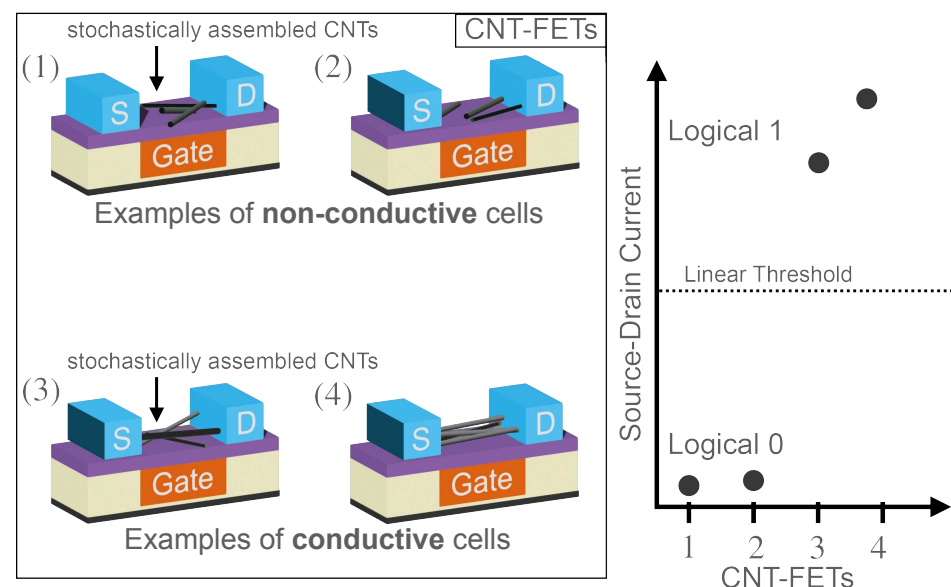 CNT-FETs
stochastically assembled CNTs
(1)
S
D
Gate
(2)
S
D
Gate
Examples of non-conductive cells
stochastically assembled CNTs
(3)
S
D
Gate
(4)
S
D
Gate
Examples of conductive cells
Source-Drain Current
Logical 1
Linear Threshold
Logical 0
1 2 3 4
CNT-FETs